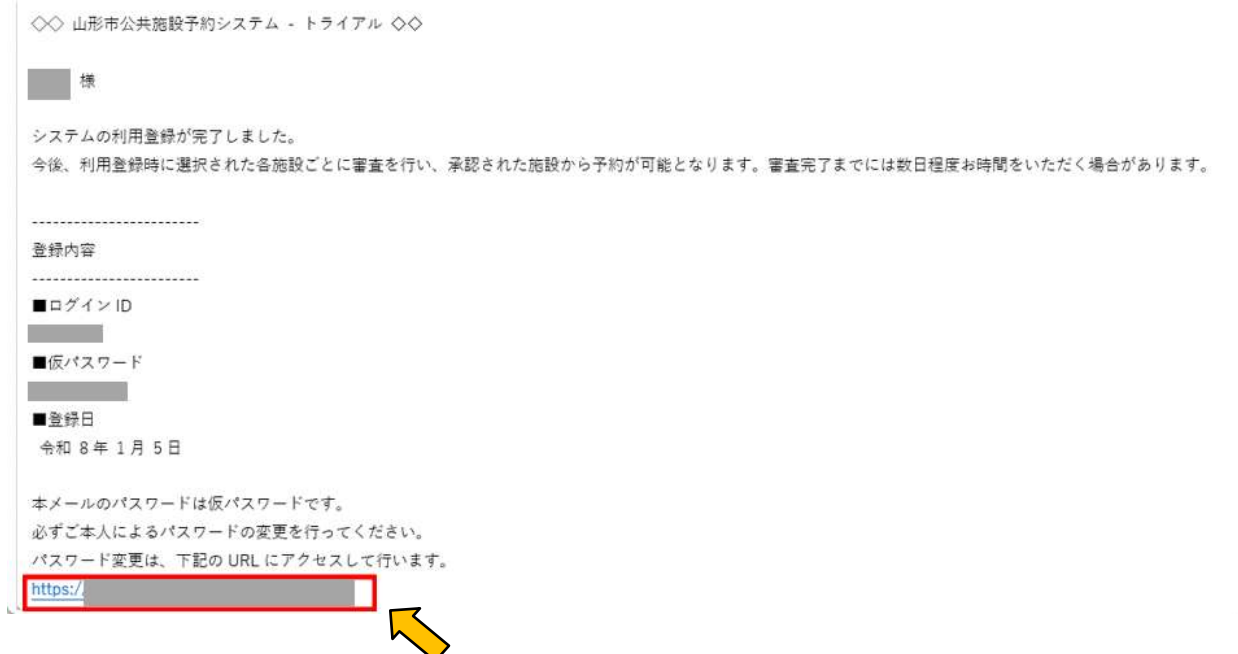 ◇◇ 山形市公共施設予約システム - トライアル ◇◇
様
システムの利用登録が完了しました。
今後、利用登録時に選択された各施設ごとに審査を行い、承認された施設から予約が可能となります。審査完了までには数日程度お時間をいただく場合があります。
------------------------
登録内容
------------------------
■ログイン ID
■仮パスワード
■登録日
令和 8 年 1 月 5 日
本メールのパスワードは仮パスワードです。
必ずご本人によるパスワードの変更を行ってください。
パスワード変更は、下記の URL にアクセスして行います。
https:/